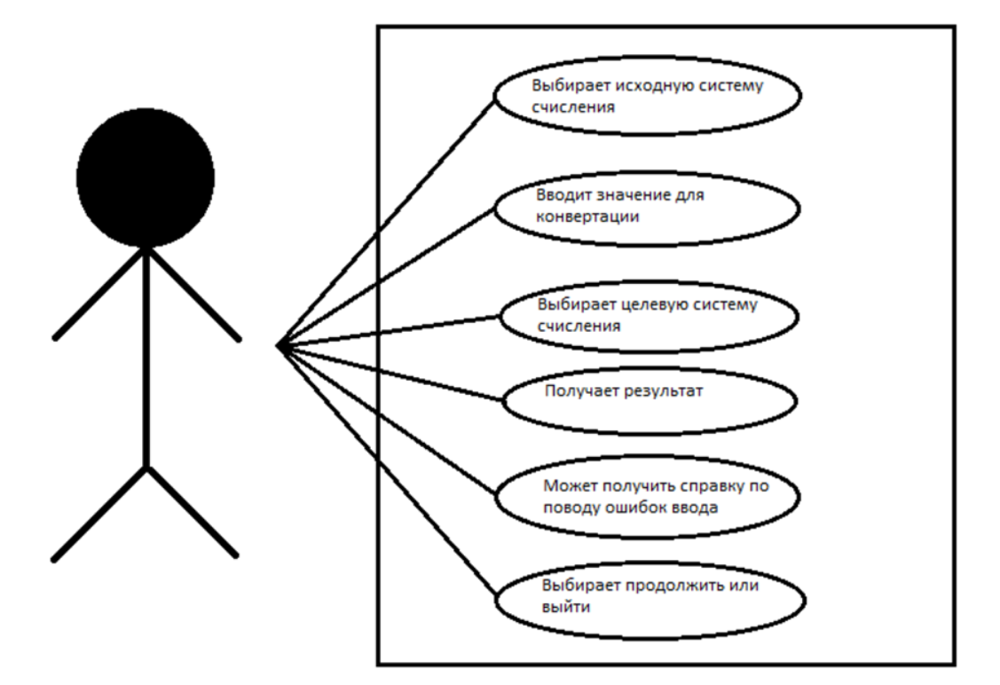 Выбирает исходную систему
счисления
Вводит значение для
конвертации
Выбирает целевую систему
счисления
Получает результат
Может получить справку по
поводу ошибок ввода
Выбирает продолжить или
выйти